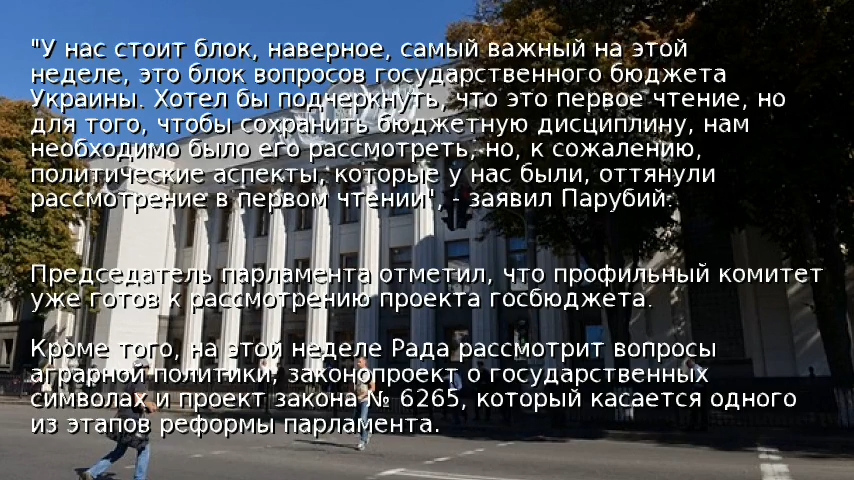 "У нас стоит блок, наверное, самый важный на этой
неделе, это блок вопросов государственного бюджета
Украины. Хотел бы подчеркнуть, что это первое чтение, но
для того, чтобы сохранить бюджетную дисциплину, нам
необходимо было его рассмотреть, но, к сожалению,
политические аспекты, которые у нас были, оттянули
рассмотрение в первом чтении", - заявил Парубий.
Председатель парламента отметил, что профильный комитет
уже готов к рассмотрению проекта госбюджета.
Кроме того, на этой неделе Рада рассмотрит вопросы
аграрной политики, законопроект о государственных
символах и проект закона № 6265, который касается одного
из этапов реформы парламента.